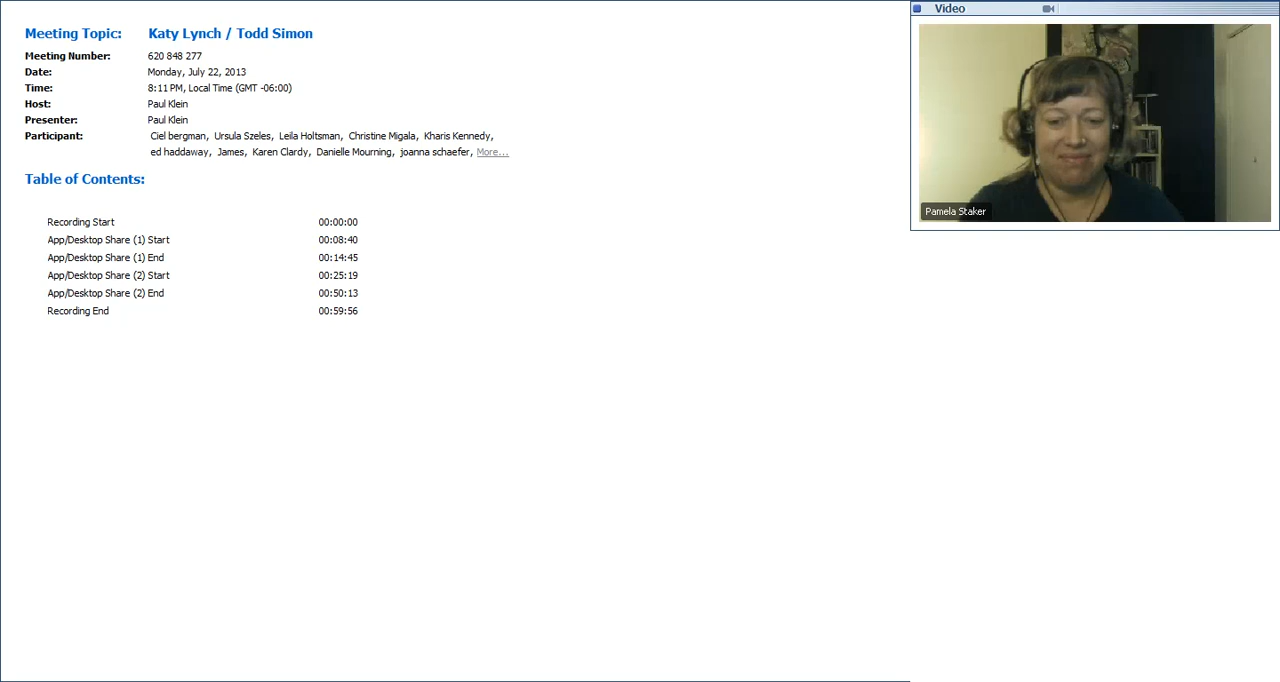 Meeting Topic: Katy Lynch / Todd Simon
Meeting Number: 620 848 277
Date: Monday, July 22, 2013
Time: 8:11 PM, Local Time (GMT -06:00)
Host: Paul Klein
Presenter: Paul Klein
Participant: Ciel bergman, Ursula Szeles, Leila Holtsman, Christine Migala, Kharis Kennedy,
ed haddaway, James, Karen Clardy, Danielle Mourning, joanna schaefer, More...
Table of Contents:
Recording Start 00:00:00
App/Desktop Share (1) Start 00:08:40
App/Desktop Share (1) End 00:14:45
App/Desktop Share (2) Start 00:25:19
App/Desktop Share (2) End 00:50:13
Recording End 00:59:56
Video
Pamela Staker